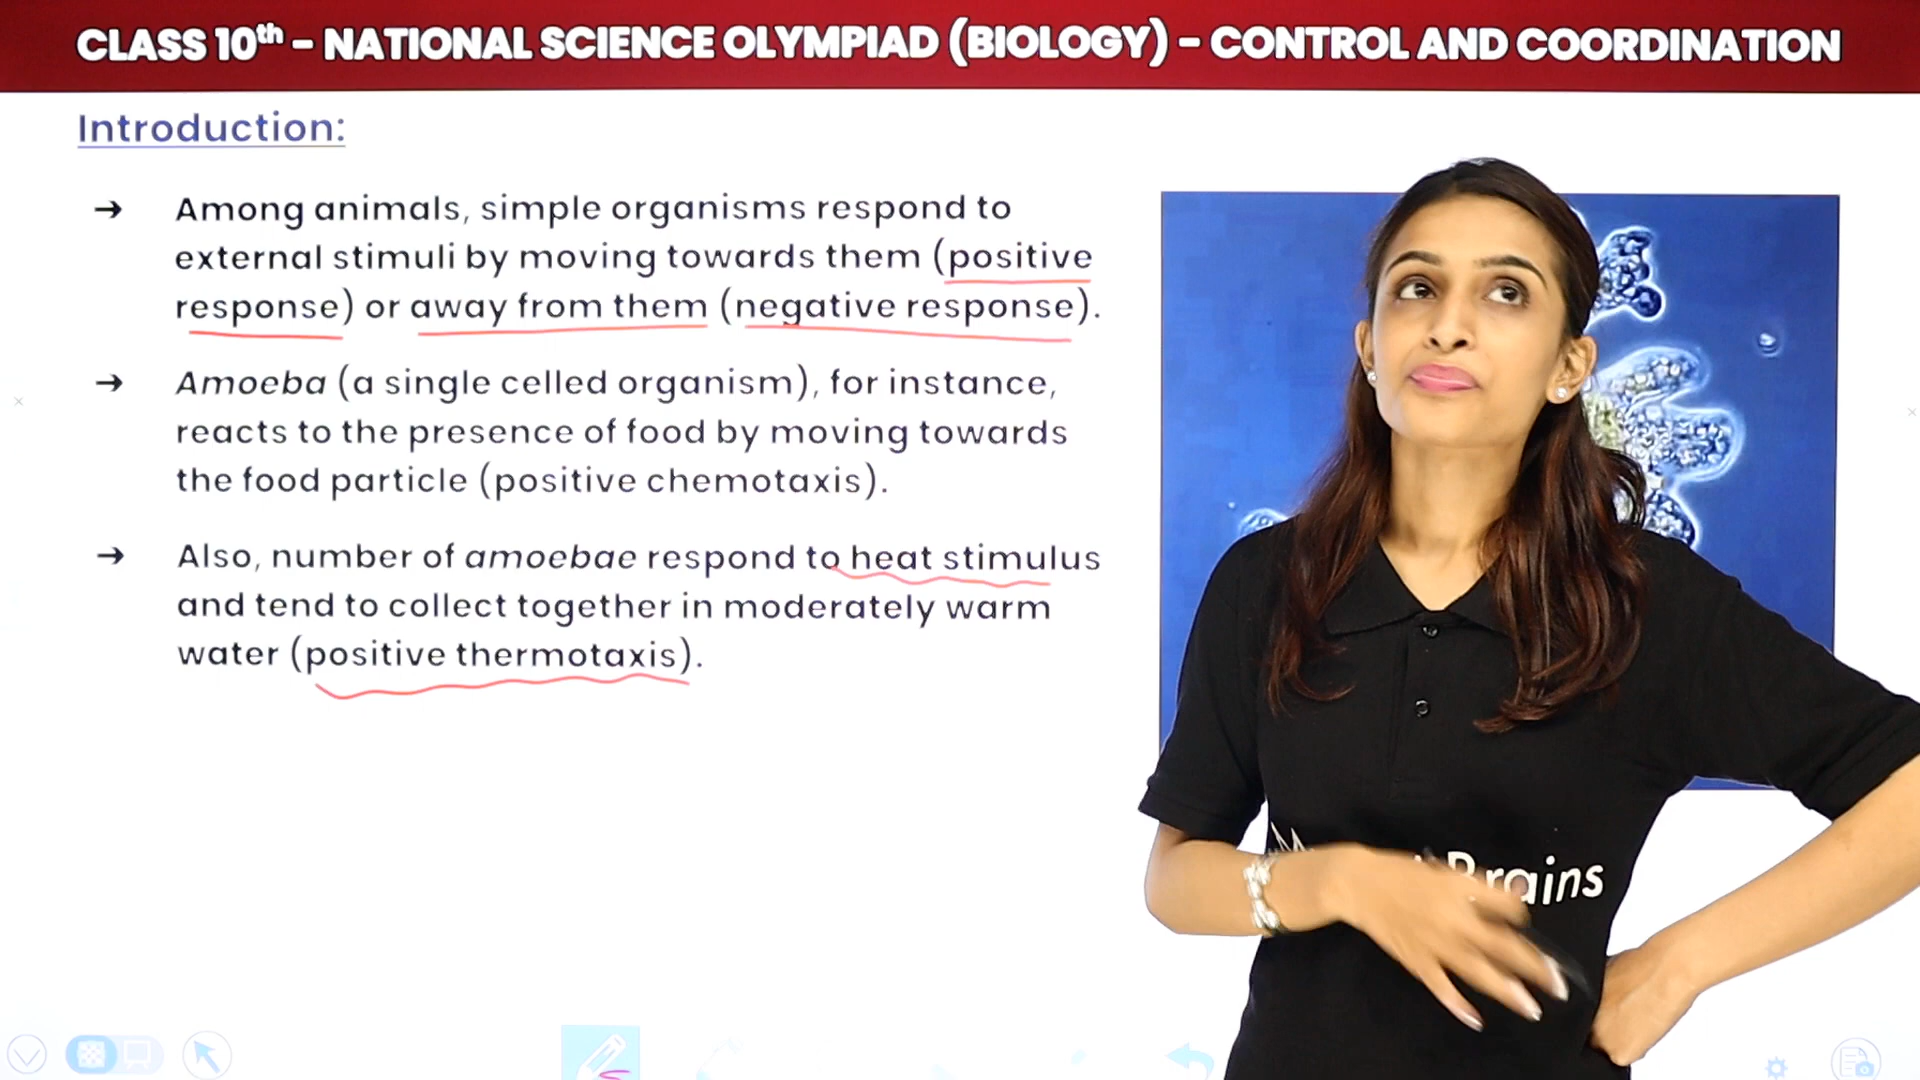 CLASS 10th - NATIONAL SCIENCE OLYMPIAD (BIOLOGY) - CONTROL AND COORDINATION
Introduction:
➔ Among animals, simple organisms respond to
external stimuli by moving towards them (positive
response) or away from them (negative response).
➔ Amoeba (a single celled organism), for instance,
reacts to the presence of food by moving towards
the food particle (positive chemotaxis).
➔ Also, number of amoebae respond to heat stimulus
and tend to collect together in moderately warm
water (positive thermotaxis).
Brains